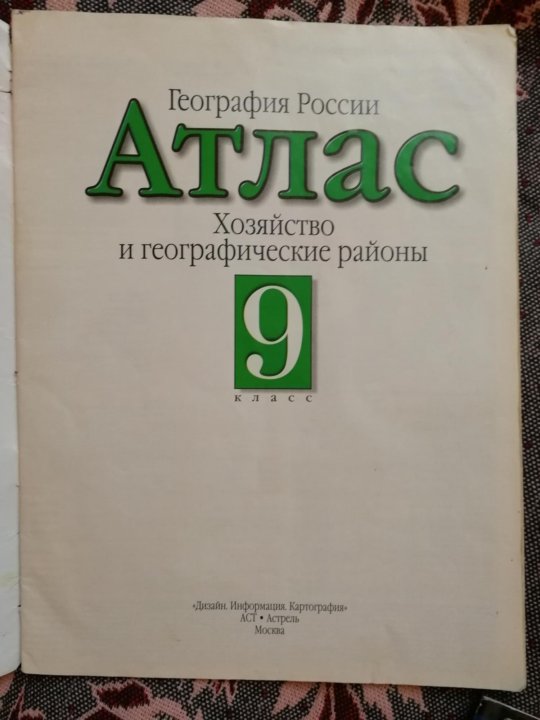 География России
Атлас
Хозяйство
и географические районы
9
класс
«Дизайн. Информация. Картография»
АСТ • Астрель
Москва